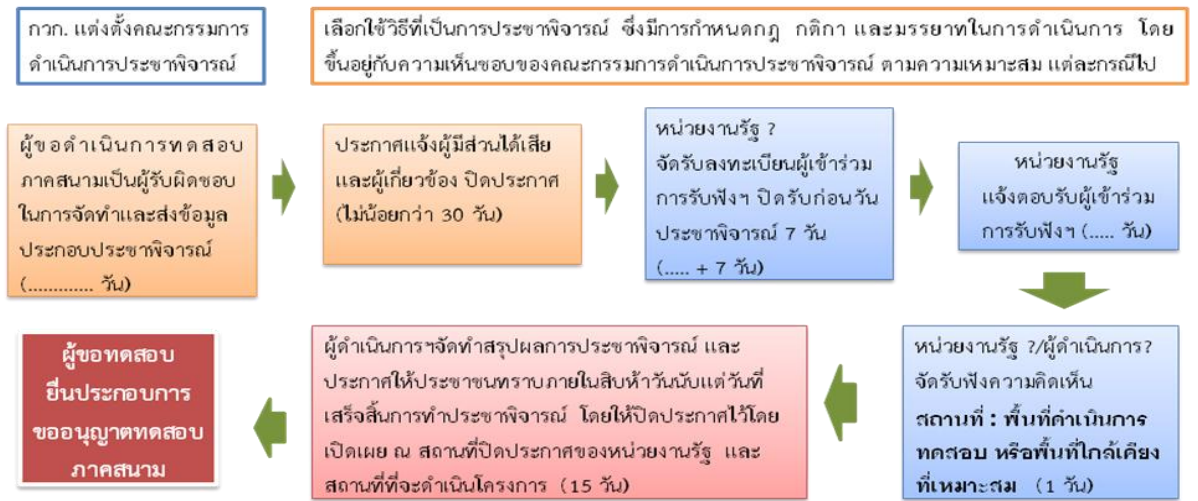 กวก. แต่งตั้งคณะกรรมการ
ดำเนินการประชาพิจารณ์
เลือกใช้วิธีที่เป็นการประชาพิจารณ์ ซึ่งมีการกำหนดกฎ กติกา และมรรยาทในการดำเนินการ โดย
ขึ้นอยู่กับความเห็นชอบของคณะกรรมการดำเนินการประชาพิจารณ์ ตามความเหมาะสม แต่ละกรณีไป
ผู้ขอดำเนินการทดสอบ
ภาคสนามเป็นผู้รับผิดชอบ
ในการจัดทำและส่งข้อมูล
ประกอบประชาพิจารณ์
(............. วัน)
ประกาศแจ้งผู้มีส่วนได้เสีย
และผู้เกี่ยวข้อง ปิดประกาศ
(ไม่น้อยกว่า 30 วัน)
หน่วยงานรัฐ ?
จัดรับลงทะเบียนผู้เข้าร่วม
การรับฟังฯ ปิดรับก่อนวัน
ประชาพิจารณ์ 7 วัน
(..... + 7 วัน)
หน่วยงานรัฐ
แจ้งตอบรับผู้เข้าร่วม
การรับฟังฯ (..... วัน)
หน่วยงานรัฐ ?/ผู้ดำเนินการ?
จัดรับฟังความคิดเห็น
สถานที่ : พื้นที่ดำเนินการ
ทดสอบ หรือพื้นที่ใกล้เคียง
ที่เหมาะสม (1 วัน)
ผู้ดำเนินการฯจัดทำสรุปผลการประชาพิจารณ์ และ
ประกาศให้ประชาชนทราบภายในสิบห้าวันนับแต่วันที่
เสร็จสิ้นการทำประชาพิจารณ์ โดยให้ปิดประกาศไว้โดย
เปิดเผย ณ สถานที่ปิดประกาศของหน่วยงานรัฐ และ
สถานที่ที่จะดำเนินโครงการ (15 วัน)
ผู้ขอทดสอบ
ยื่นประกอบการ
ขออนุญาตทดสอบ
ภาคสนาม